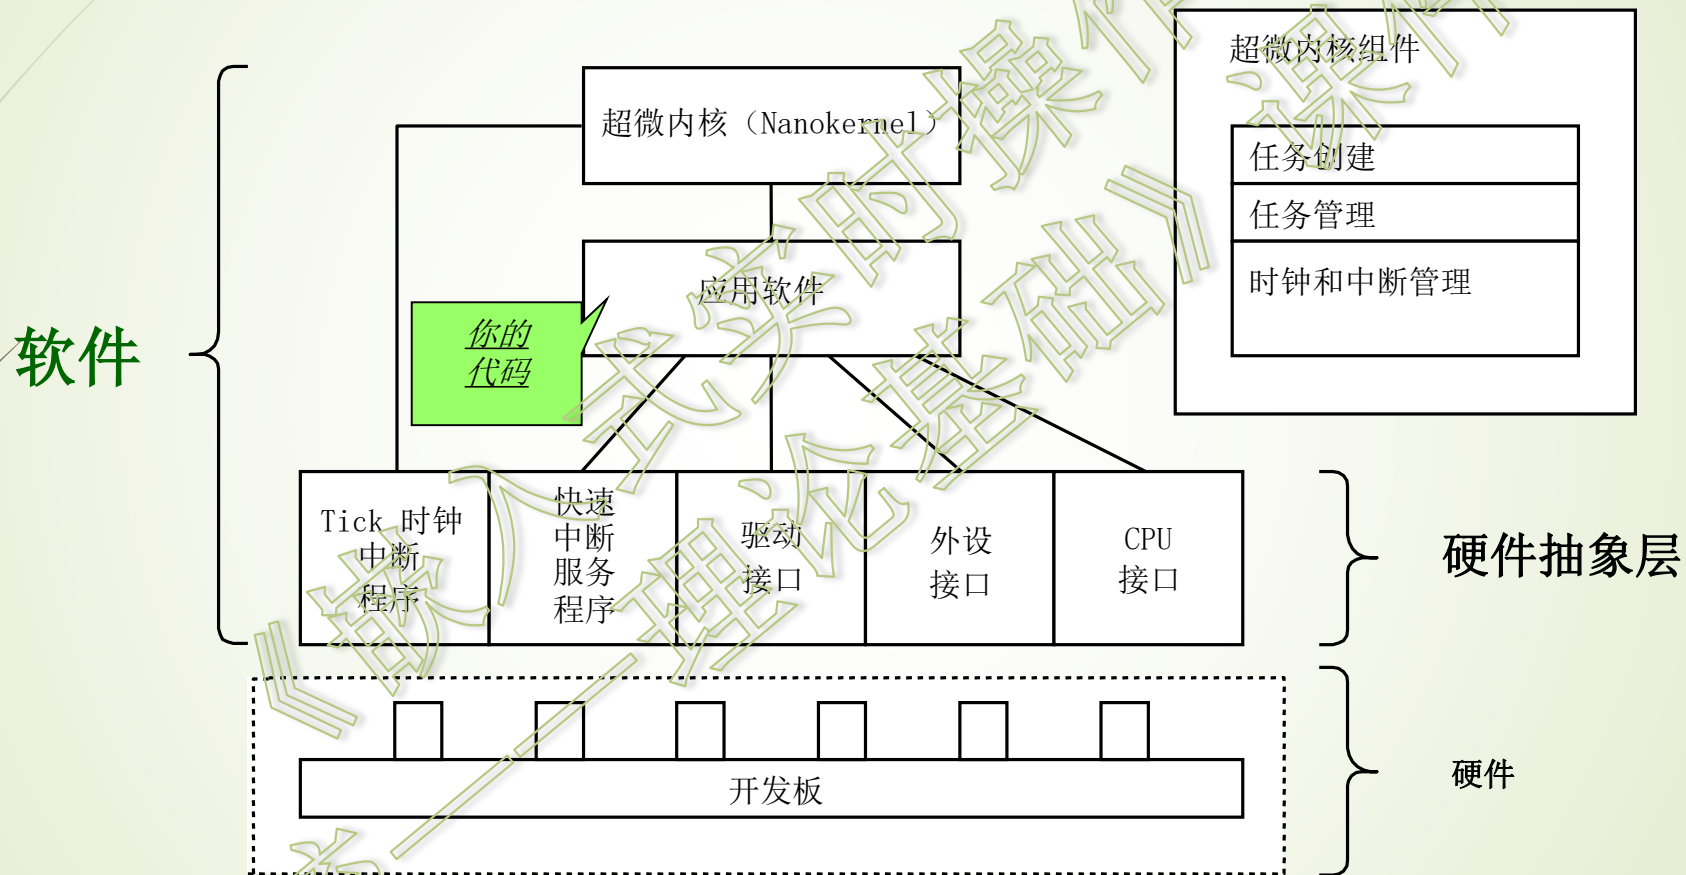 超微内核组件
超微内核（Nanokernel）
任务创建
任务管理
时钟和中断管理
应用软件
你的
代码
软件
Tick 时钟
中断
程序
快速
中断
服务
程序
驱动
接口
外设
接口
CPU
接口
硬件抽象层
开发板
硬件
《嵌入式实时操作
——理论基础》课件